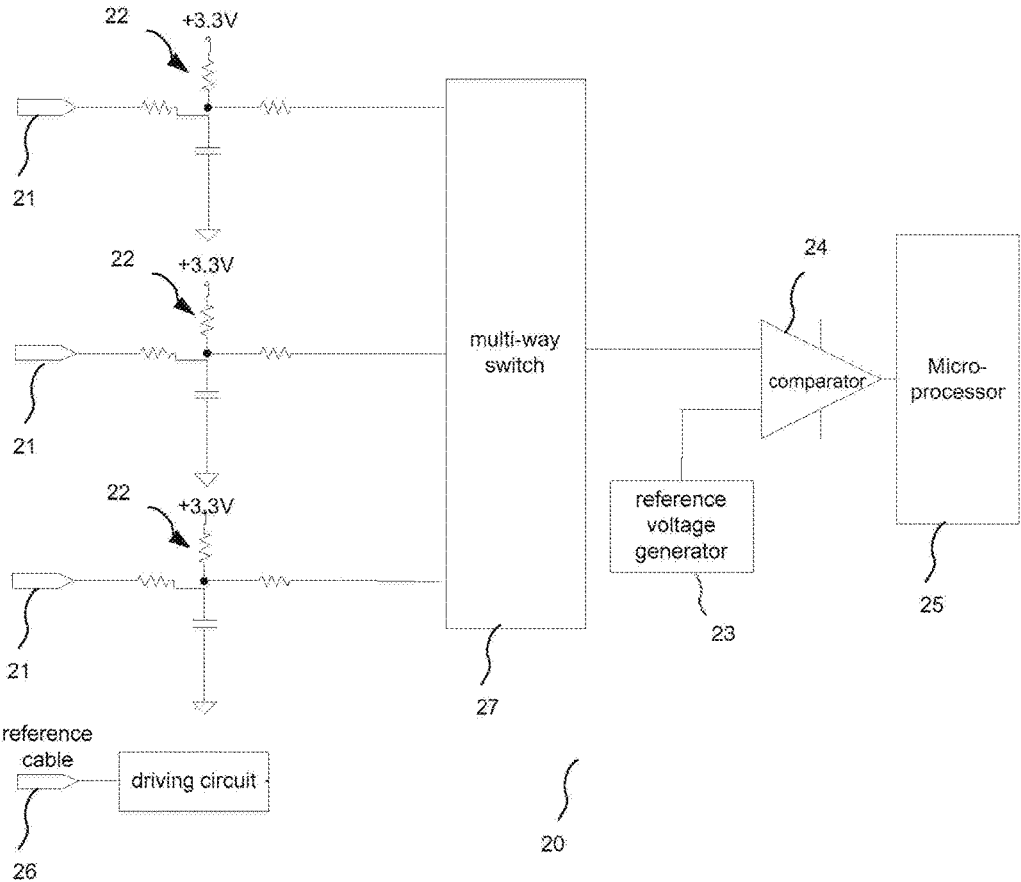 22
+3.3V
21
22
+3.3V
24
multi-way
switch
comparator
Micro-
processor
21
22
+3.3V
reference
voltage
generator
25
23
21
27
reference
cable
driving circuit
20
26